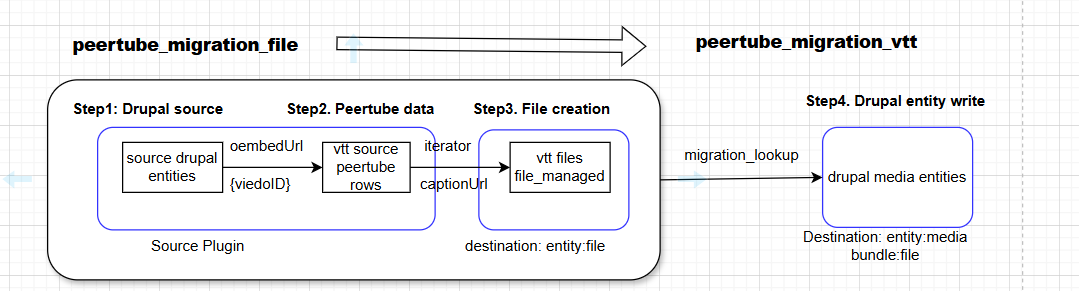 peertube_migration_file
peertube_migration_vtt
Step1: Drupal source
Step2. Peertube data
Step3. File creation
Step4. Drupal entity write
source drupal
entities
oembedUrl
{viedoID}
vtt source
peertube
rows
iterator
captionUrl
vtt files
file_managed
migration_lookup
drupal media entities
Source Plugin
destination: entity:file
Destination: entity:media
bundle:file